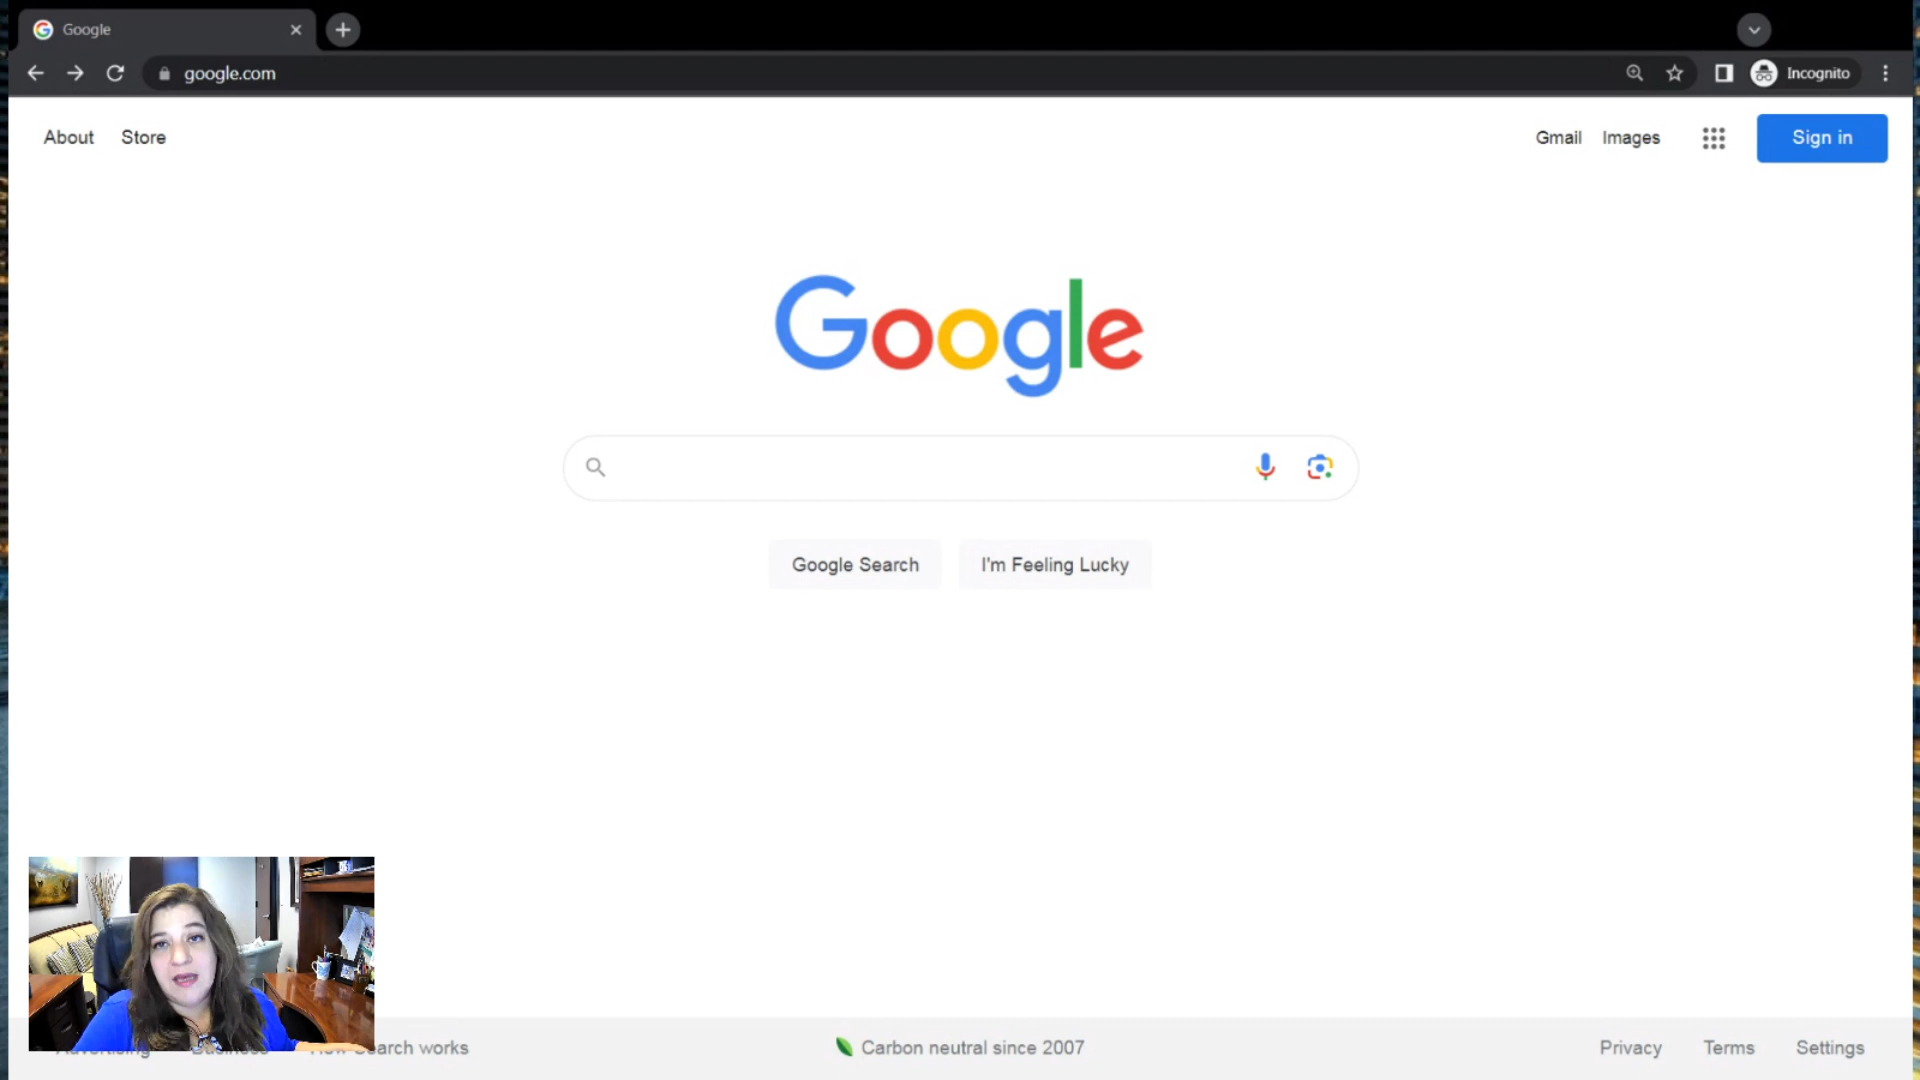 Google
google.com
Incognito
About Store
Gmail Images
Sign in
Google
Google Search I'm Feeling Lucky
Carbon neutral since 2007
works
Privacy Terms Settings